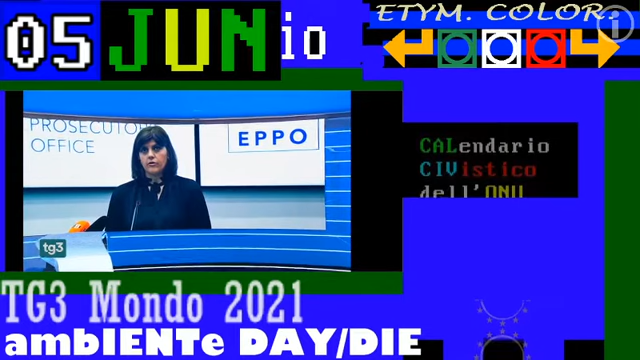 05 JUNio
ETYM. COLOR.
i
PROSECUTOR
OFFICE
EPPO
CALendario
CIVistico
dell'ONU
tg3
TG3 Mondo 2021
ambIENTe DAY/DIE